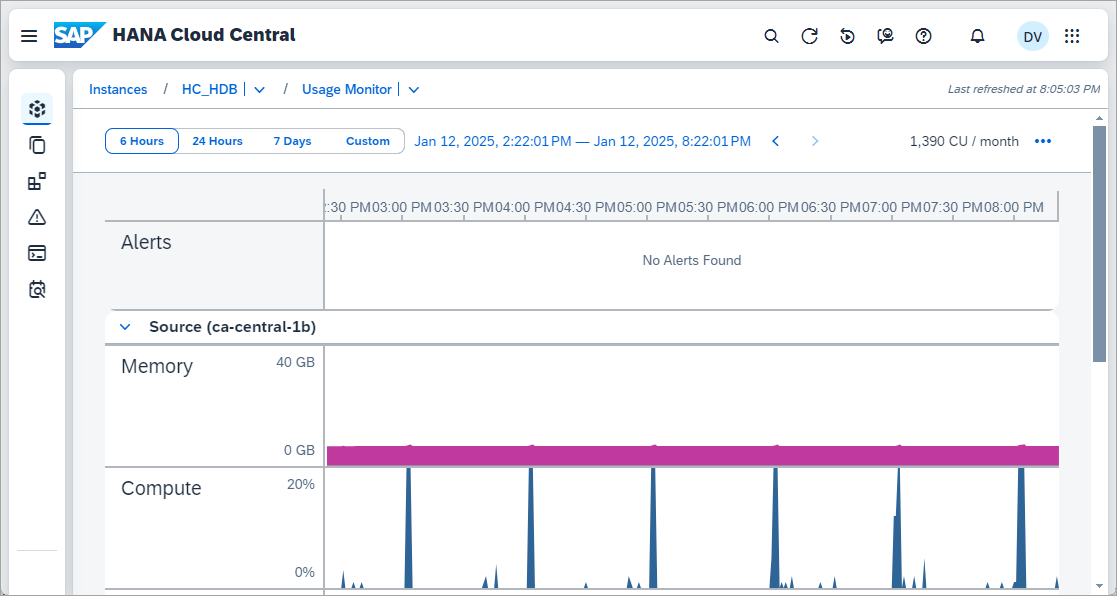 SAP HANA Cloud Central
DV
Instances / HC_HDB / Usage Monitor
Last refreshed at 8:05:03 PM
6 Hours 24 Hours 7 Days Custom Jan 12, 2025, 2:22:01 PM — Jan 12, 2025, 8:22:01 PM 1,390 CU / month
:30 PM 03:00 PM 03:30 PM 04:00 PM 04:30 PM 05:00 PM 05:30 PM 06:00 PM 06:30 PM 07:00 PM 07:30 PM 08:00 PM
Alerts
No Alerts Found
Source (ca-central-1b)
Memory 40 GB
0 GB
Compute 20%
0%